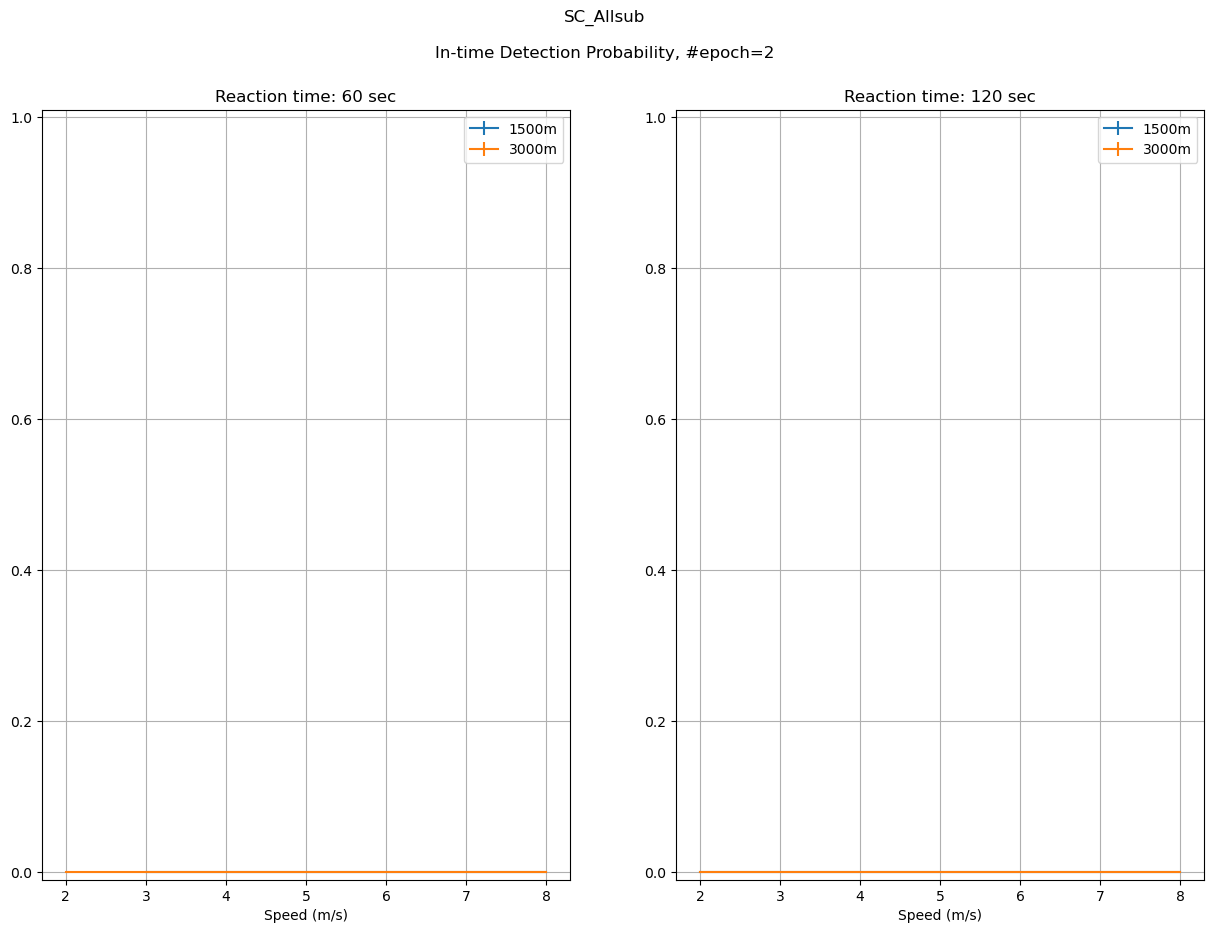 SC_Allsub
In-time Detection Probability, #epoch=2
Reaction time: 60 sec
1.0
0.8
0.6
0.4
0.2
0.0
1500m
3000m
2 3 4 5 6 7 8
Speed (m/s)
Reaction time: 120 sec
1.0
0.8
0.6
0.4
0.2
0.0
1500m
3000m
2 3 4 5 6 7 8
Speed (m/s)